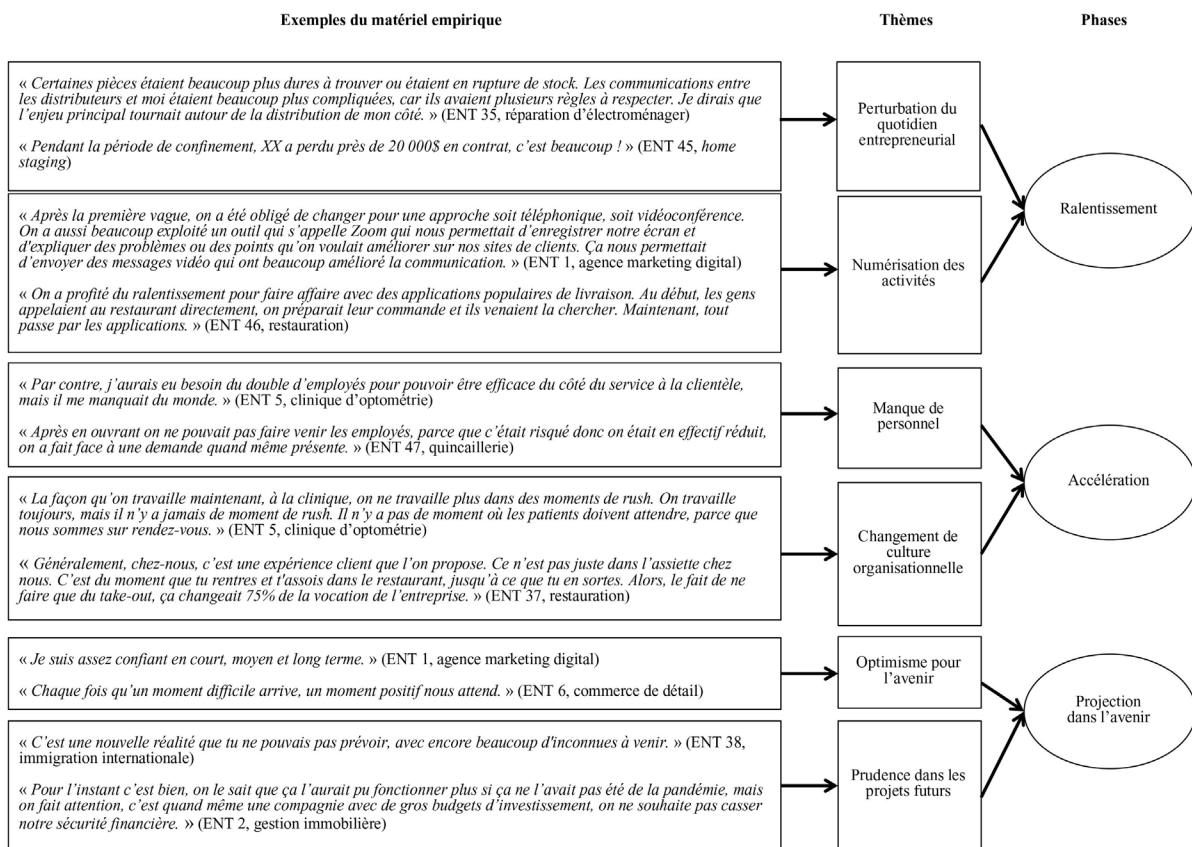 Exemples du matériel empirique
Thèmes
Phases
« Certaines pièces étaient beaucoup plus dures à trouver ou étaient en rupture de stock. Les communications entre
les distributeurs et moi étaient beaucoup plus compliquées, car ils avaient plusieurs règles à respecter. Je dirais que
l'enjeu principal tournait autour de la distribution de mon côté. » (ENT 35, réparation d'électroménager)
« Pendant la période de confinement, XX a perdu près de 20 000$ en contrat, c'est beaucoup ! » (ENT 45, home
staging)
Perturbation du
quotidien
entrepreneurial
Ralentissement
« Après la première vague, on a été obligé de changer pour une approche soit téléphonique, soit vidéoconférence.
On a aussi beaucoup exploité un outil qui s'appelle Zoom qui nous permettait d'enregistrer notre écran et
d'expliquer des problèmes ou des points qu'on voulait améliorer sur nos sites de clients. Ça nous permettait
d'envoyer des messages vidéo qui ont beaucoup amélioré la communication. » (ENT 1, agence marketing digital)
« On a profité du ralentissement pour faire affaire avec des applications populaires de livraison. Au début, les gens
appelaient au restaurant directement, on préparait leur commande et ils venaient la chercher. Maintenant, tout
passe par les applications. » (ENT 46, restauration)
Numérisation des
activités
« Par contre, j'aurais eu besoin du double d'employés pour pouvoir être efficace du côté du service à la clientèle,
mais il me manquait du monde. » (ENT 5, clinique d'optométrie)
« Après en ouvrant on ne pouvait pas faire venir les employés, parce que c'était risqué donc on était en effectif réduit,
on a fait face à une demande quand même présente. » (ENT 47, quincaillerie)
Manque de
personnel
Accélération
« La façon qu'on travaille maintenant, à la clinique, on ne travaille plus dans des moments de rush. On travaille
toujours, mais il n'y a jamais de moment de rush. Il n'y a pas de moment où les patients doivent attendre, parce que
nous sommes sur rendez-vous. » (ENT 5, clinique d'optométrie)
« Généralement, chez-nous, c'est une expérience client que l'on propose. Ce n'est pas juste dans l'assiette chez
nous. C'est du moment que tu rentres et t'assois dans le restaurant, jusqu'à ce que tu en sortes. Alors, le fait de ne
faire que du take-out, ça changeait 75% de la vocation de l'entreprise. » (ENT 37, restauration)
Changement de
culture
organisationnelle
« Je suis assez confiant en court, moyen et long terme. » (ENT 1, agence marketing digital)
« Chaque fois qu'un moment difficile arrive, un moment positif nous attend. » (ENT 6, commerce de détail)
Optimisme pour
l'avenir
Projection
dans l'avenir
« C'est une nouvelle réalité que tu ne pouvais pas prévoir, avec encore beaucoup d'inconnues à venir. » (ENT 38,
immigration internationale)
« Pour l'instant c'est bien, on le sait que ça l'aurait pu fonctionner plus si ça ne l'avait pas été de la pandémie, mais
on fait attention, c'est quand même une compagnie avec de gros budgets d'investissement, on ne souhaite pas casser
notre sécurité financière. » (ENT 2, gestion immobilière)
Prudence dans les
projets futurs